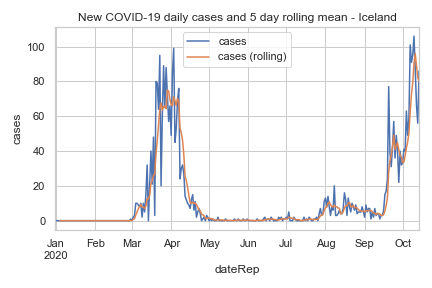 New COVID-19 daily cases and 5 day rolling mean - Iceland
cases
cases (rolling)
cases
100
80
60
40
20
0
Jan Feb Mar Apr May Jun Jul Aug Sep Oct
2020
dateRep